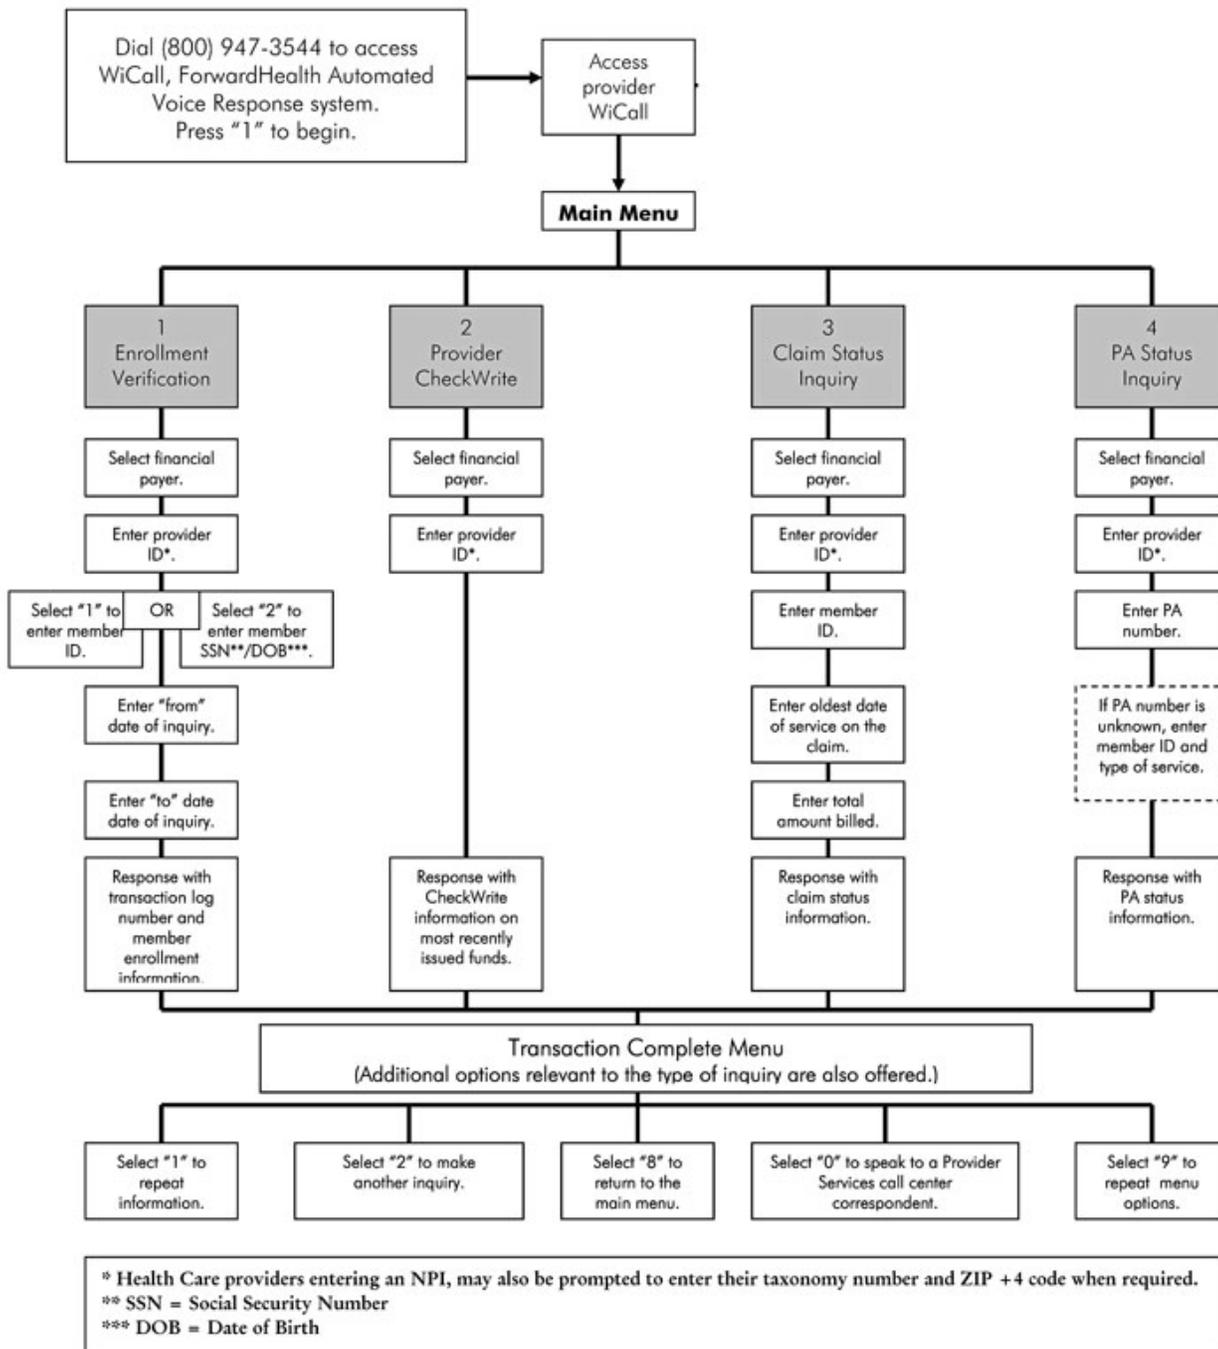 Dial (800) 947-3544 to access
WiCall, ForwardHealth Automated
Voice Response system.
Press “1” to begin.
Access
provider
WiCall
Main Menu
1
Enrollment
Verification
Select financial
payer.
Enter provider
ID*.
Select “1” to
enter member
ID.
OR
Select “2” to
enter member
SSN**/DOB***.
Enter “from”
date of inquiry.
Enter “to” date
date of inquiry.
Response with
transaction log
number and
member
enrollment
information.
2
Provider
CheckWrite
Select financial
payer.
Enter provider
ID*.
Response with
CheckWrite
information on
most recently
issued funds.
3
Claim Status
Inquiry
Select financial
payer.
Enter provider
ID*.
Enter member
ID.
Enter oldest date
of service on the
claim.
Enter total
amount billed.
Response with
claim status
information.
4
PA Status
Inquiry
Select financial
payer.
Enter provider
ID*.
Enter PA
number.
If PA number is
unknown, enter
member ID and
type of service.
Response with
PA status
information.
Transaction Complete Menu
(Additional options relevant to the type of inquiry are also offered.)
Select “1” to
repeat
information.
Select “2” to make
another inquiry.
Select “8” to
return to the
main menu.
Select “0” to speak to a Provider
Services call center
correspondent.
Select “9” to
repeat menu
options.
* Health Care providers entering an NPI, may also be prompted to enter their taxonomy number and ZIP +4 code when required.
** SSN = Social Security Number
*** DOB = Date of Birth